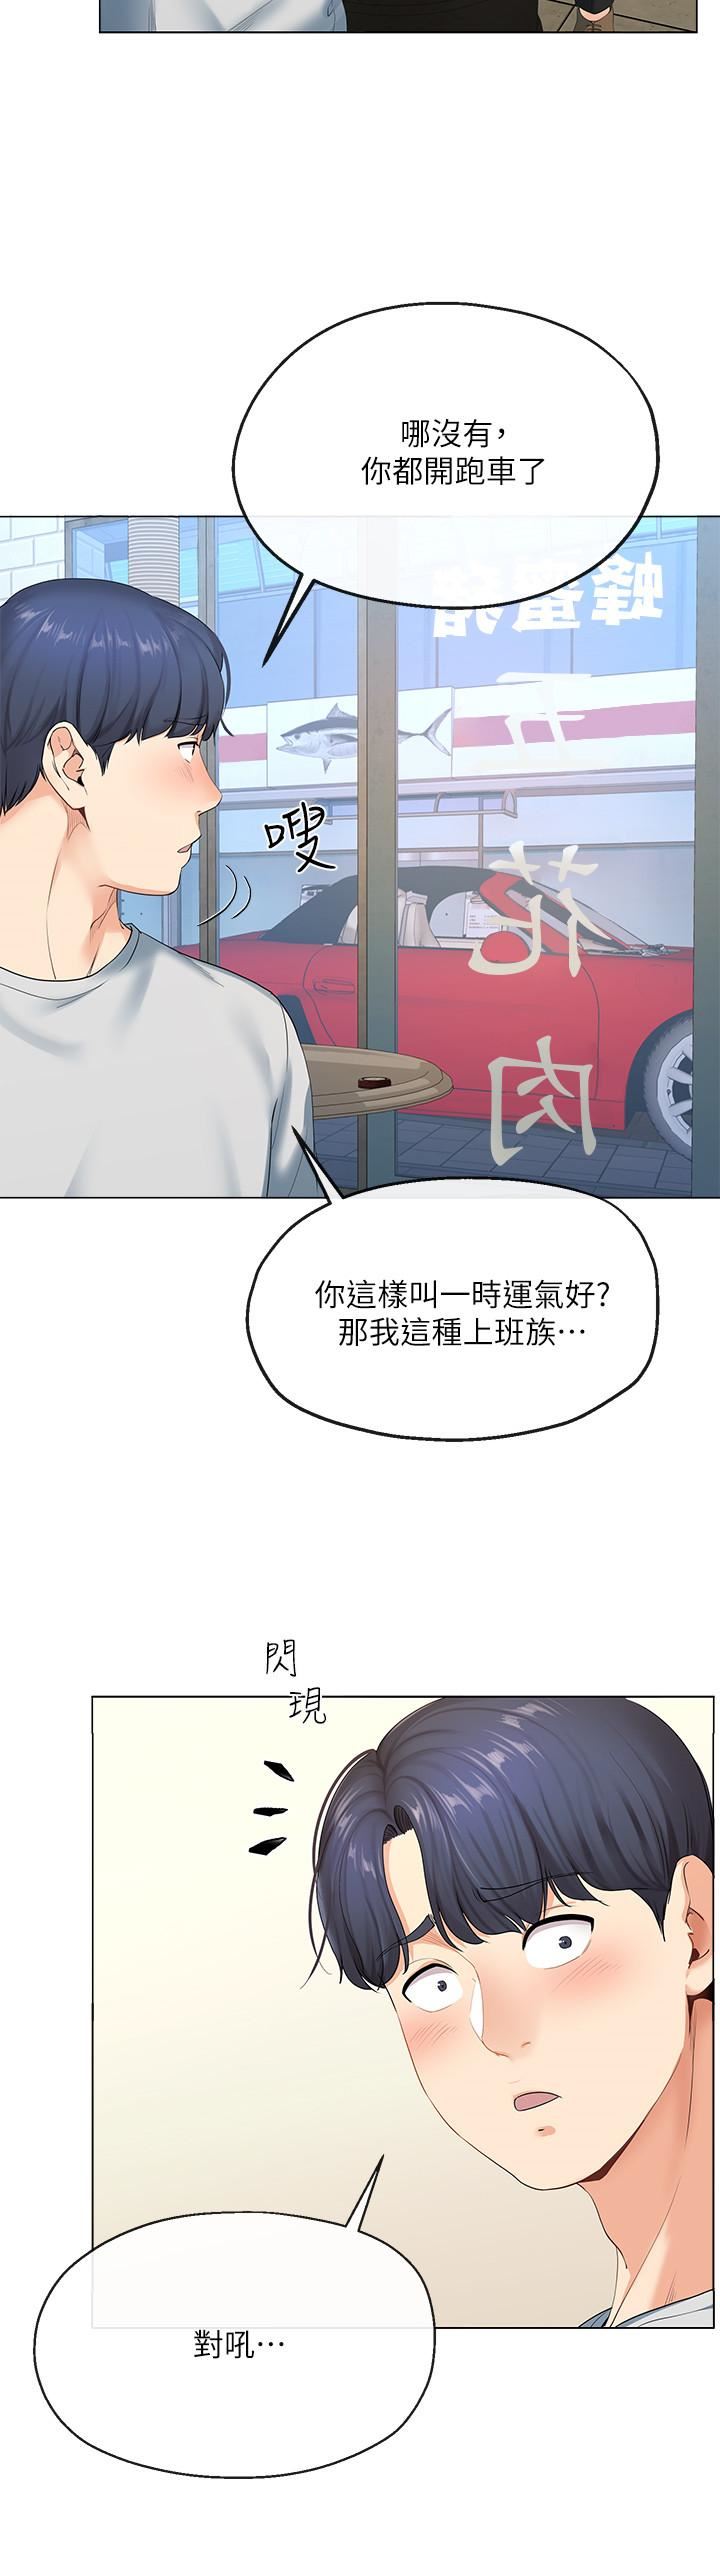 哪沒有，
你都開跑車了
蜂蜜豬
五
花
肉
嗖
你這樣叫一時運氣好？
那我這種上班族…
閃
現
對吼…